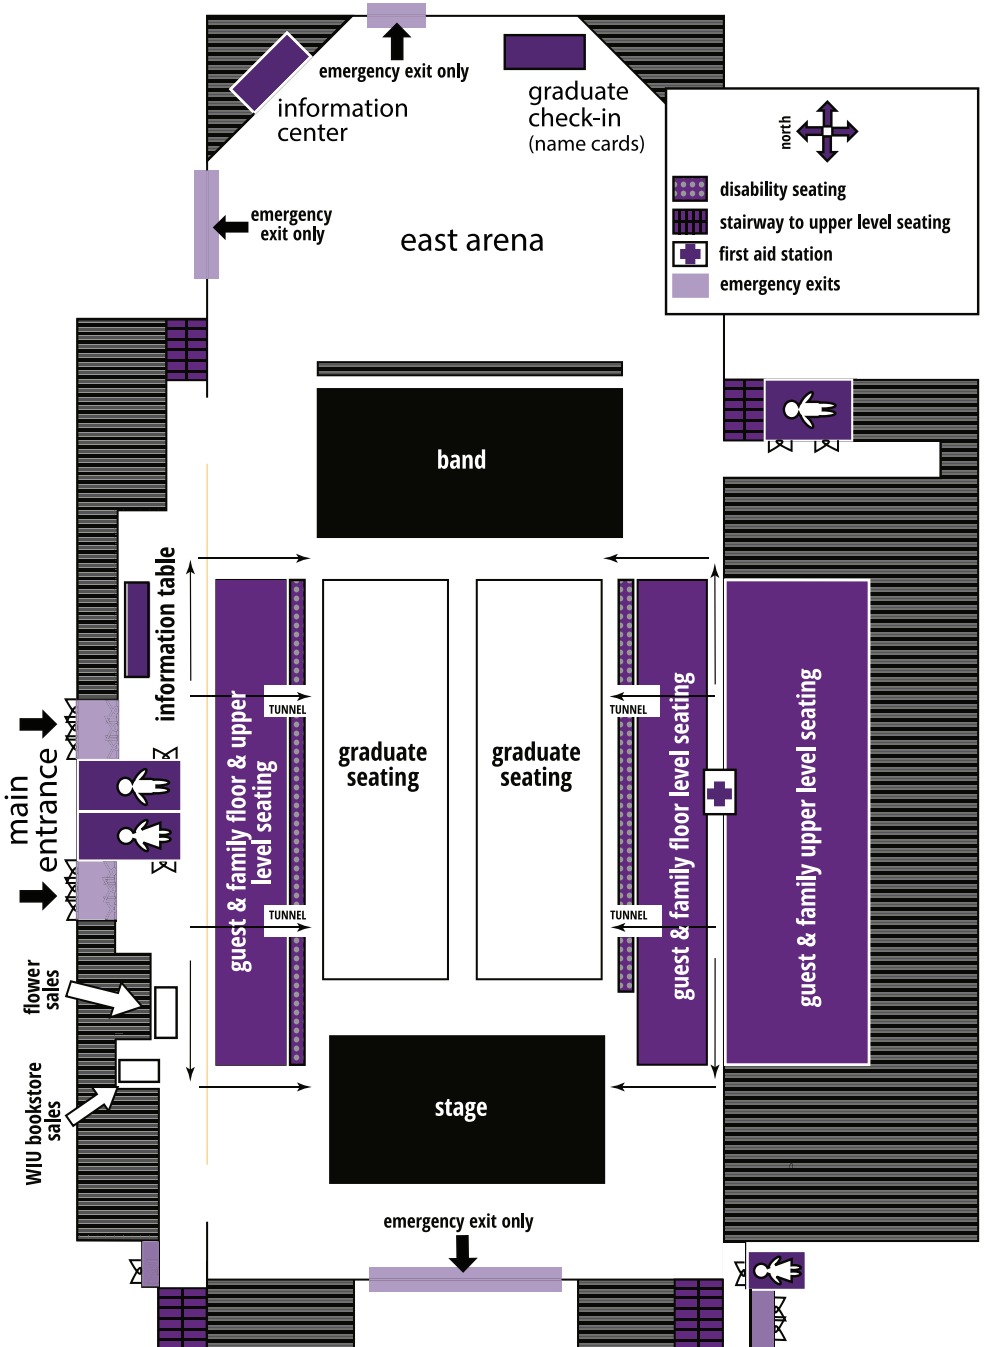 emergency exit only
information
center
graduate
check-in
(name cards)
north
disability seating
stairway to upper level seating
first aid station
emergency exits
emergency
exit only
east arena
band
information table
TUNNEL
TUNNEL
guest & family floor & upper
level seating
graduate
seating
graduate
seating
guest & family floor level seating
guest & family upper level seating
main
entrance
TUNNEL
TUNNEL
flower
sales
WIU bookstore
sales
stage
emergency exit only